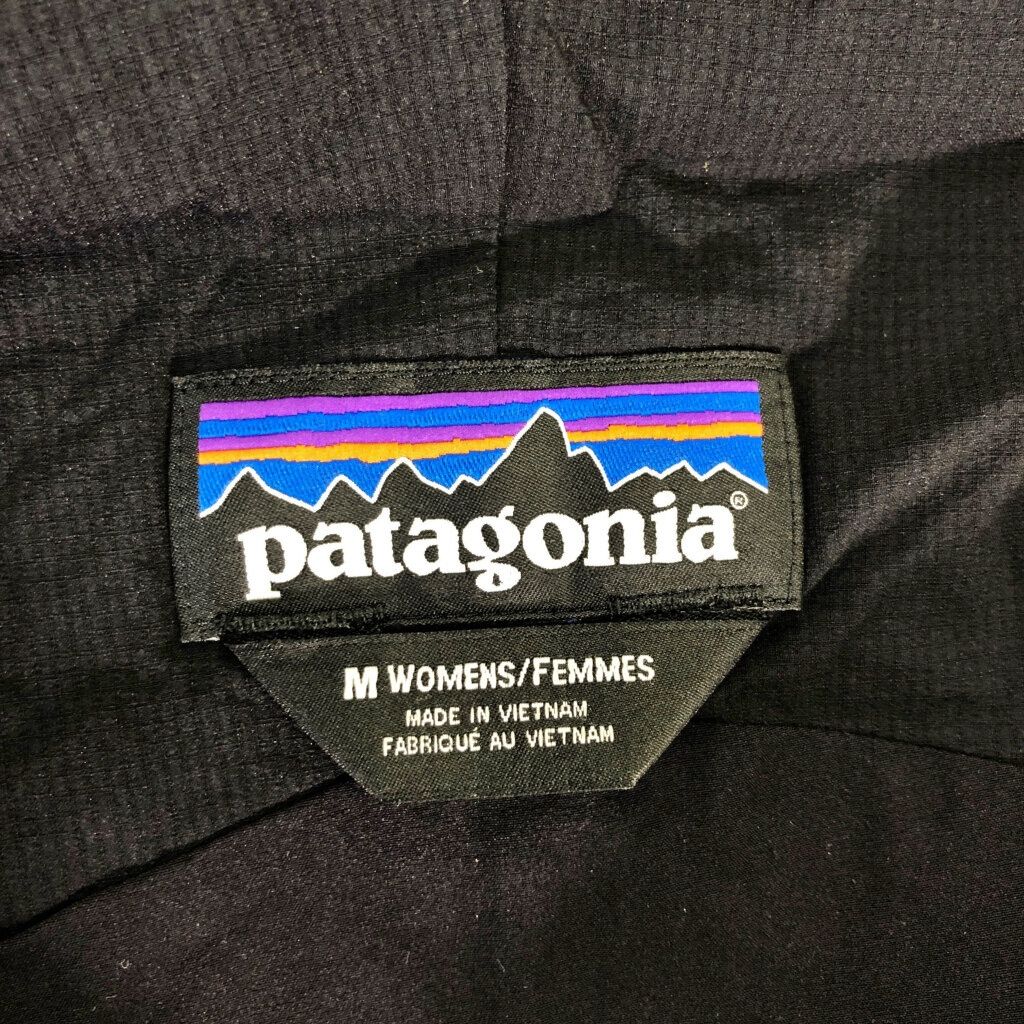 patagonia®
M WOMENS/FEMMES
MADE IN VIETNAM
FABRIQUÉ AU VIETNAM